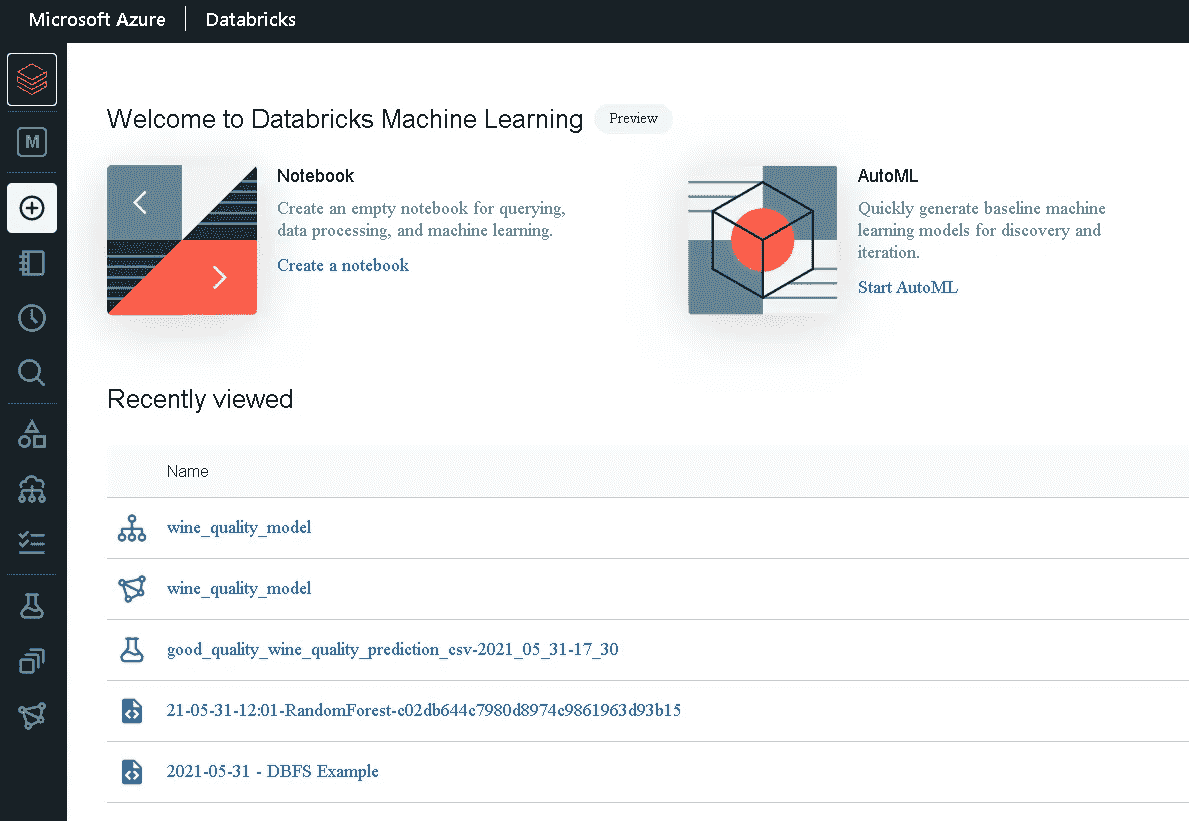 Microsoft Azure | Databricks
M
Welcome to Databricks Machine Learning Preview
Notebook
Create an empty notebook for querying,
data processing, and machine learning.
Create a notebook
AutoML
Quickly generate baseline machine
learning models for discovery and
iteration.
Start AutoML
Recently viewed
Name
wine_quality_model
wine_quality_model
good_quality_wine_quality_prediction_csv-2021_05_31-17_30
21-05-31-12:01-RandomForest-c02db644c7980d8974c9861963d93b15
2021-05-31 - DBFS Example